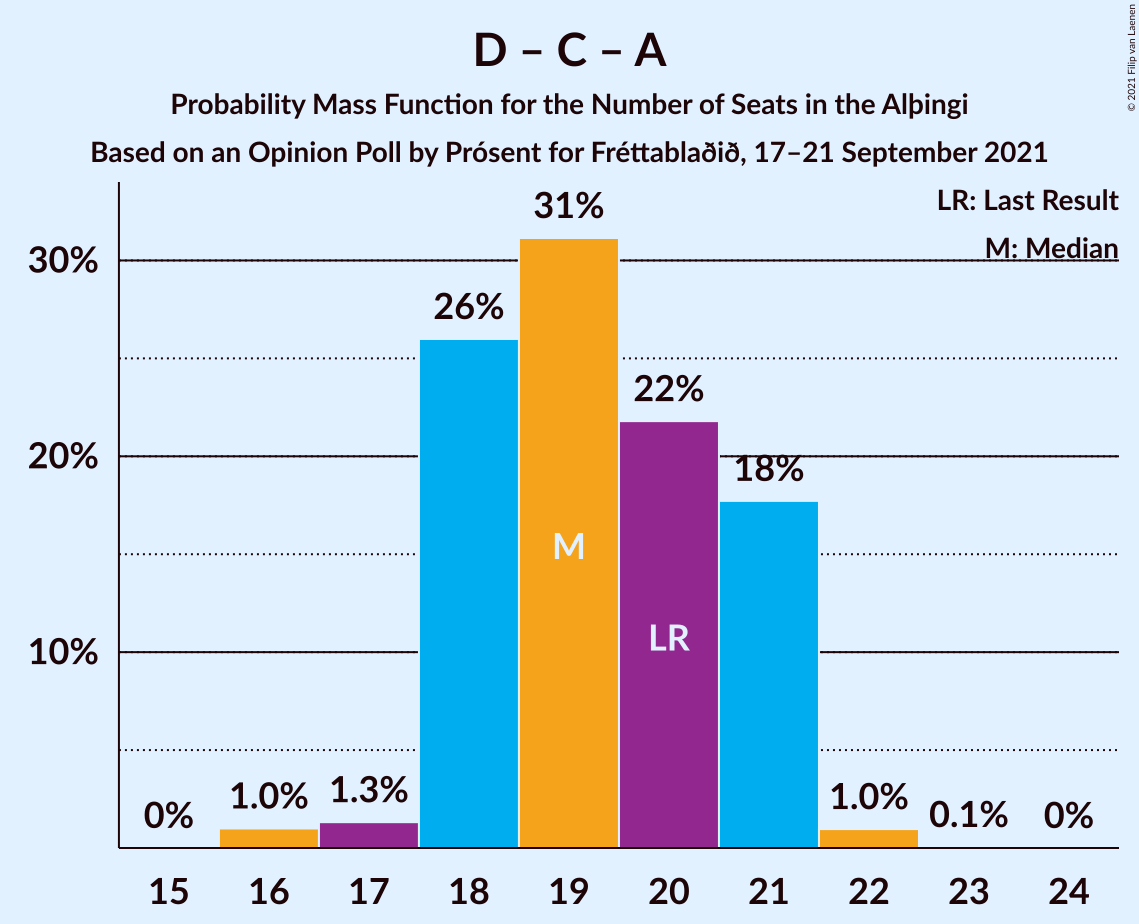 D – C – A
Probability Mass Function for the Number of Seats in the Alþingi
Based on an Opinion Poll by Prósent for Fréttablaðið, 17–21 September 2021
© 2021 Filip van Laenen
LR: Last Result
M: Median
30%
20%
10%
0%
1.0%
1.3%
26%
31%
22%
18%
1.0%
0.1%
0%
M
LR
15 16 17 18 19 20 21 22 23 24